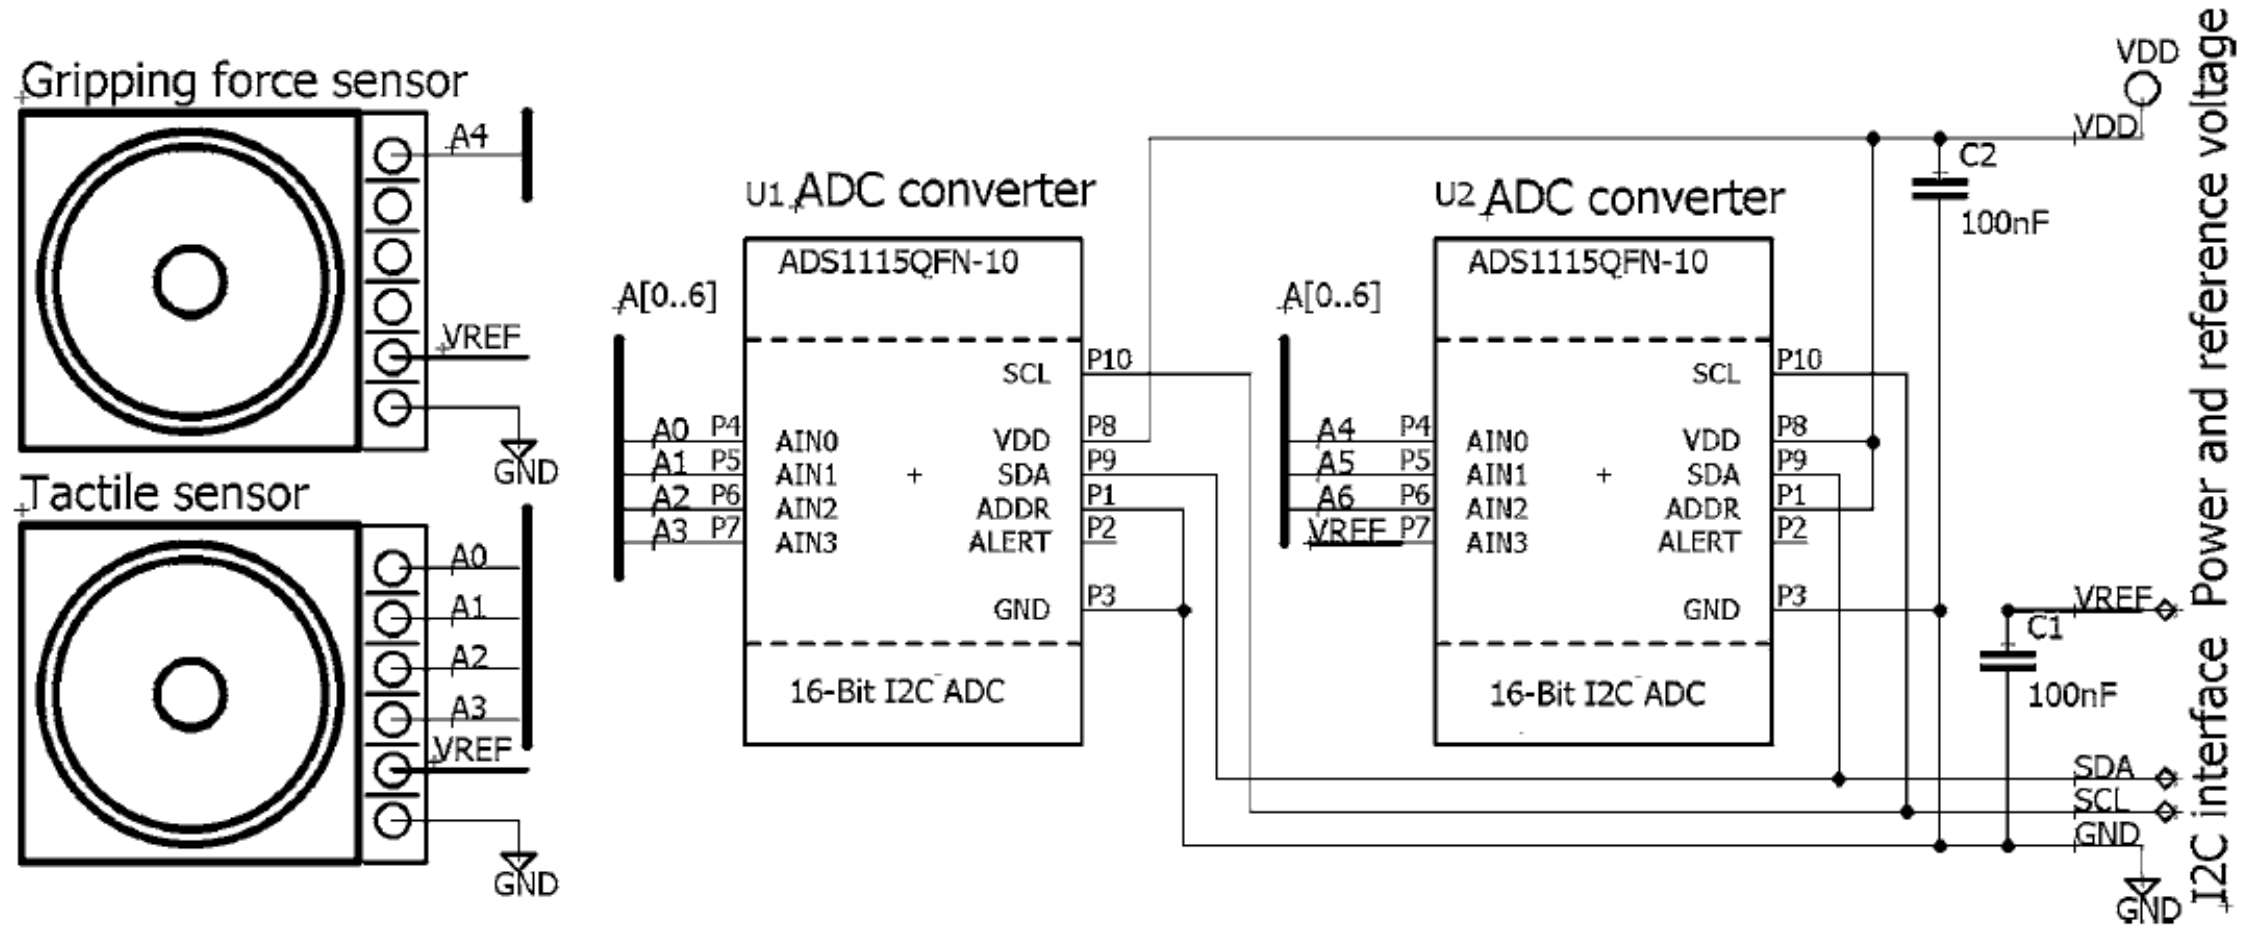 Gripping force sensor
A4
VREF
GND
Tactile sensor
A0
A1
A2
A3
VREF
GND
U1 ADC converter
ADS1115QFN-10
A[0..6]
A0 P4 AIN0
A1 P5 AIN1
A2 P6 AIN2
A3 P7 AIN3
SCL P10
VDD P8
SDA P9
ADDR P1
ALERT P2
GND P3
16-Bit I2C ADC
U2 ADC converter
ADS1115QFN-10
A[0..6]
A4 P4 AIN0
A5 P5 AIN1
A6 P6 AIN2
VREF P7 AIN3
SCL P10
VDD P8
SDA P9
ADDR P1
ALERT P2
GND P3
16-Bit I2C ADC
VDD
VDD
C2
100nF
VREF
C1
100nF
SDA
SCL
GND
GND
I2C interface Power and reference voltage